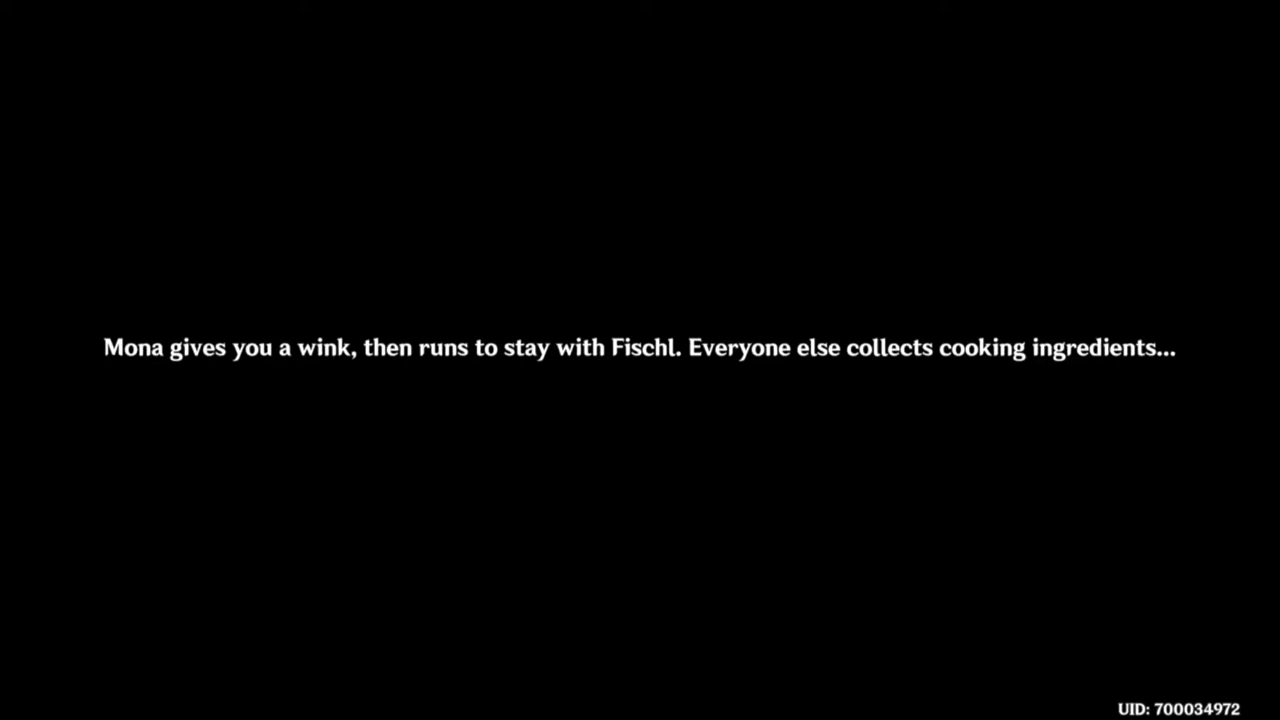 Mona gives you a wink, then runs to stay with Fischl. Everyone else collects cooking ingredients...
UID: 700034972